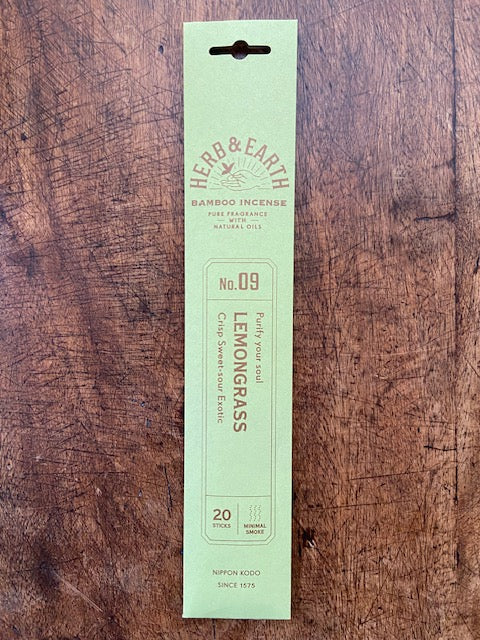 HERB & EARTH
BAMBOO INCENSE
PURE FRAGRANCE
WITH
NATURAL OILS
No.09
Purify your soul
LEMONGRASS
Crisp Sweet-sour Exotic
20
STICKS
MINIMAL
SMOKE
NIPPON KODO
SINCE 1575